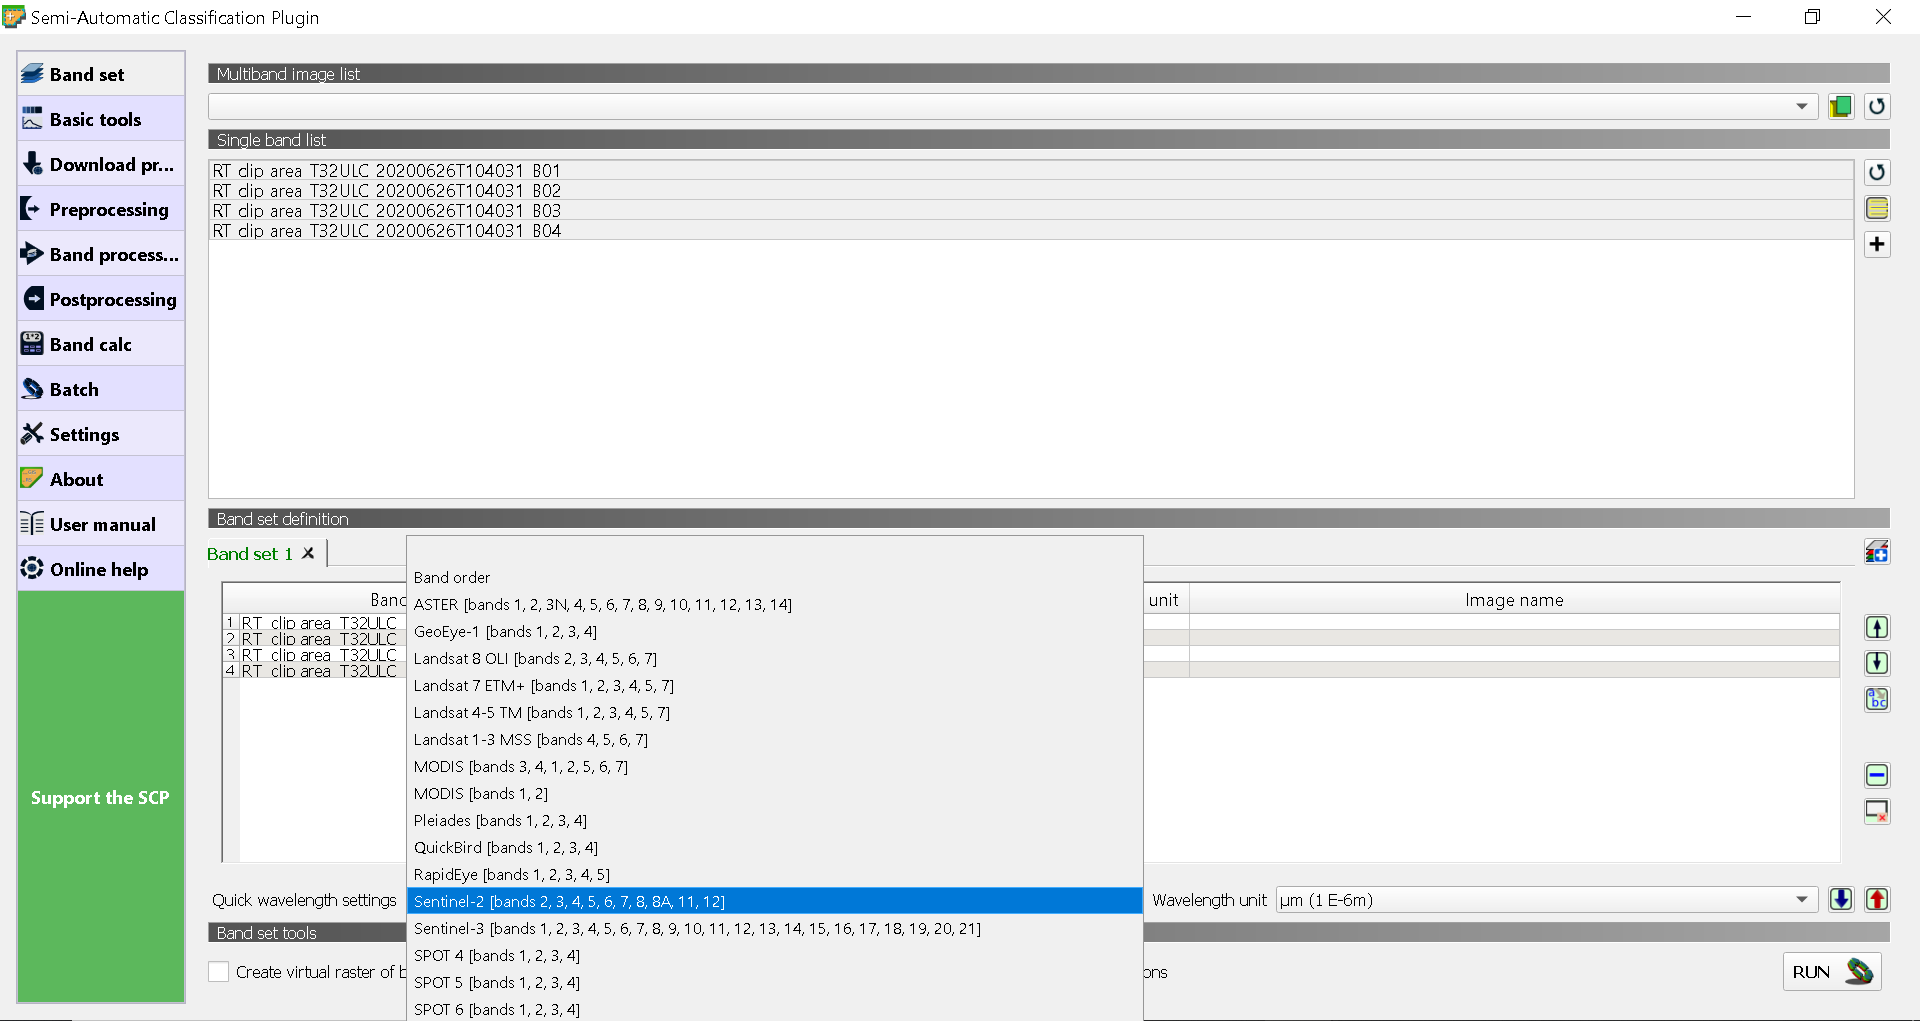 Semi-Automatic Classification Plugin
Band set
Basic tools
Download pr...
Preprocessing
Band process...
Postprocessing
Band calc
Batch
Settings
About
User manual
Online help
Support the SCP
Multiband image list
Single band list
RT clip area T32ULC 20200626T104031 B01
RT clip area T32ULC 20200626T104031 B02
RT clip area T32ULC 20200626T104031 B03
RT clip area T32ULC 20200626T104031 B04
Band set definition
Band set 1
Band unit Image name
1 RT clip area T32ULC
2 RT clip area T32ULC
3 RT clip area T32ULC
4 RT clip area T32ULC
Band order
ASTER [bands 1, 2, 3N, 4, 5, 6, 7, 8, 9, 10, 11, 12, 13, 14]
GeoEye-1 [bands 1, 2, 3, 4]
Landsat 8 OLI [bands 2, 3, 4, 5, 6, 7]
Landsat 7 ETM+ [bands 1, 2, 3, 4, 5, 7]
Landsat 4-5 TM [bands 1, 2, 3, 4, 5, 7]
Landsat 1-3 MSS [bands 4, 5, 6, 7]
MODIS [bands 3, 4, 1, 2, 5, 6, 7]
MODIS [bands 1, 2]
Pleiades [bands 1, 2, 3, 4]
QuickBird [bands 1, 2, 3, 4]
RapidEye [bands 1, 2, 3, 4, 5]
Sentinel-2 [bands 2, 3, 4, 5, 6, 7, 8, 8A, 11, 12]
Sentinel-3 [bands 1, 2, 3, 4, 5, 6, 7, 8, 9, 10, 11, 12, 13, 14, 15, 16, 17, 18, 19, 20, 21]
SPOT 4 [bands 1, 2, 3, 4]
SPOT 5 [bands 1, 2, 3, 4]
SPOT 6 [bands 1, 2, 3, 4]
Quick wavelength settings
Wavelength unit µm (1 E-6m)
Band set tools
Create virtual raster of b
ons
RUN